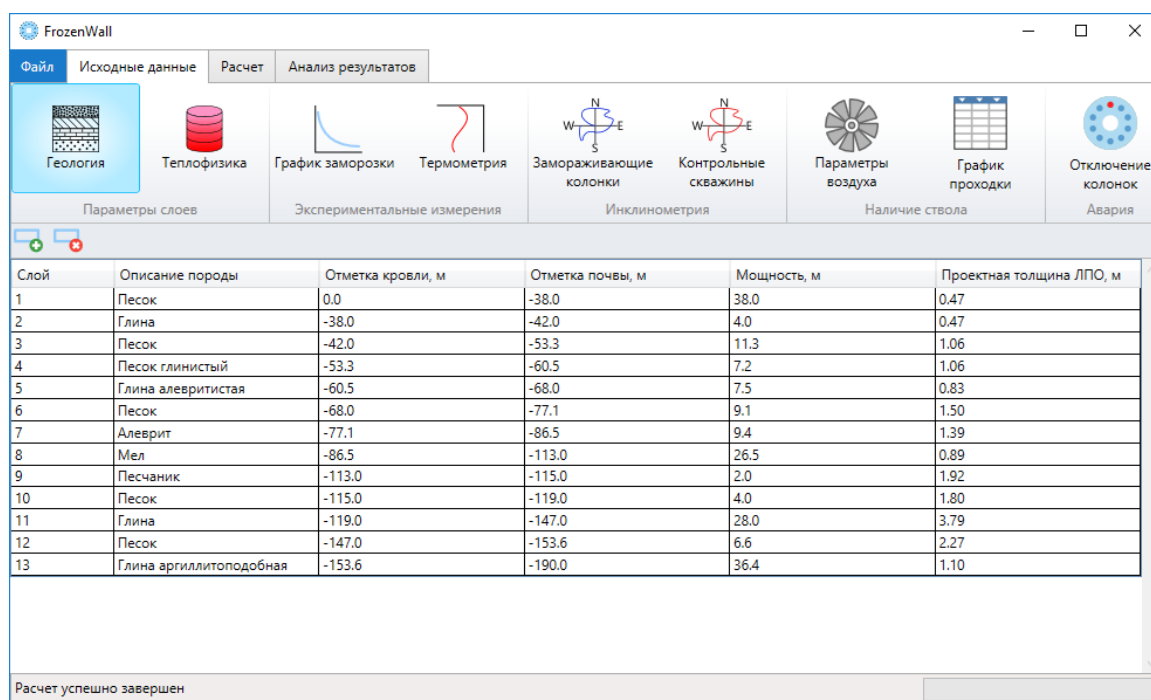 FrozenWall
Файл Исходные данные Расчет Анализ результатов
N N
W E W E
S S
Геология Теплофизика График заморозки Термометрия Замораживающие колонки Контрольные скважины Параметры воздуха График проходки Отключение колонок
Параметры слоев Экспериментальные измерения Инклинометрия Наличие ствола Авария
Слой Описание породы Отметка кровли, м Отметка почвы, м Мощность, м Проектная толщина ЛПО, м
1 Песок 0.0 -38.0 38.0 0.47
2 Глина -38.0 -42.0 4.0 0.47
3 Песок -42.0 -53.3 11.3 1.06
4 Песок глинистый -53.3 -60.5 7.2 1.06
5 Глина алевритистая -60.5 -68.0 7.5 0.83
6 Песок -68.0 -77.1 9.1 1.50
7 Алеврит -77.1 -86.5 9.4 1.39
8 Мел -86.5 -113.0 26.5 0.89
9 Песчаник -113.0 -115.0 2.0 1.92
10 Песок -115.0 -119.0 4.0 1.80
11 Глина -119.0 -147.0 28.0 3.79
12 Песок -147.0 -153.6 6.6 2.27
13 Глина аргиллитоподобная -153.6 -190.0 36.4 1.10
Расчет успешно завершен